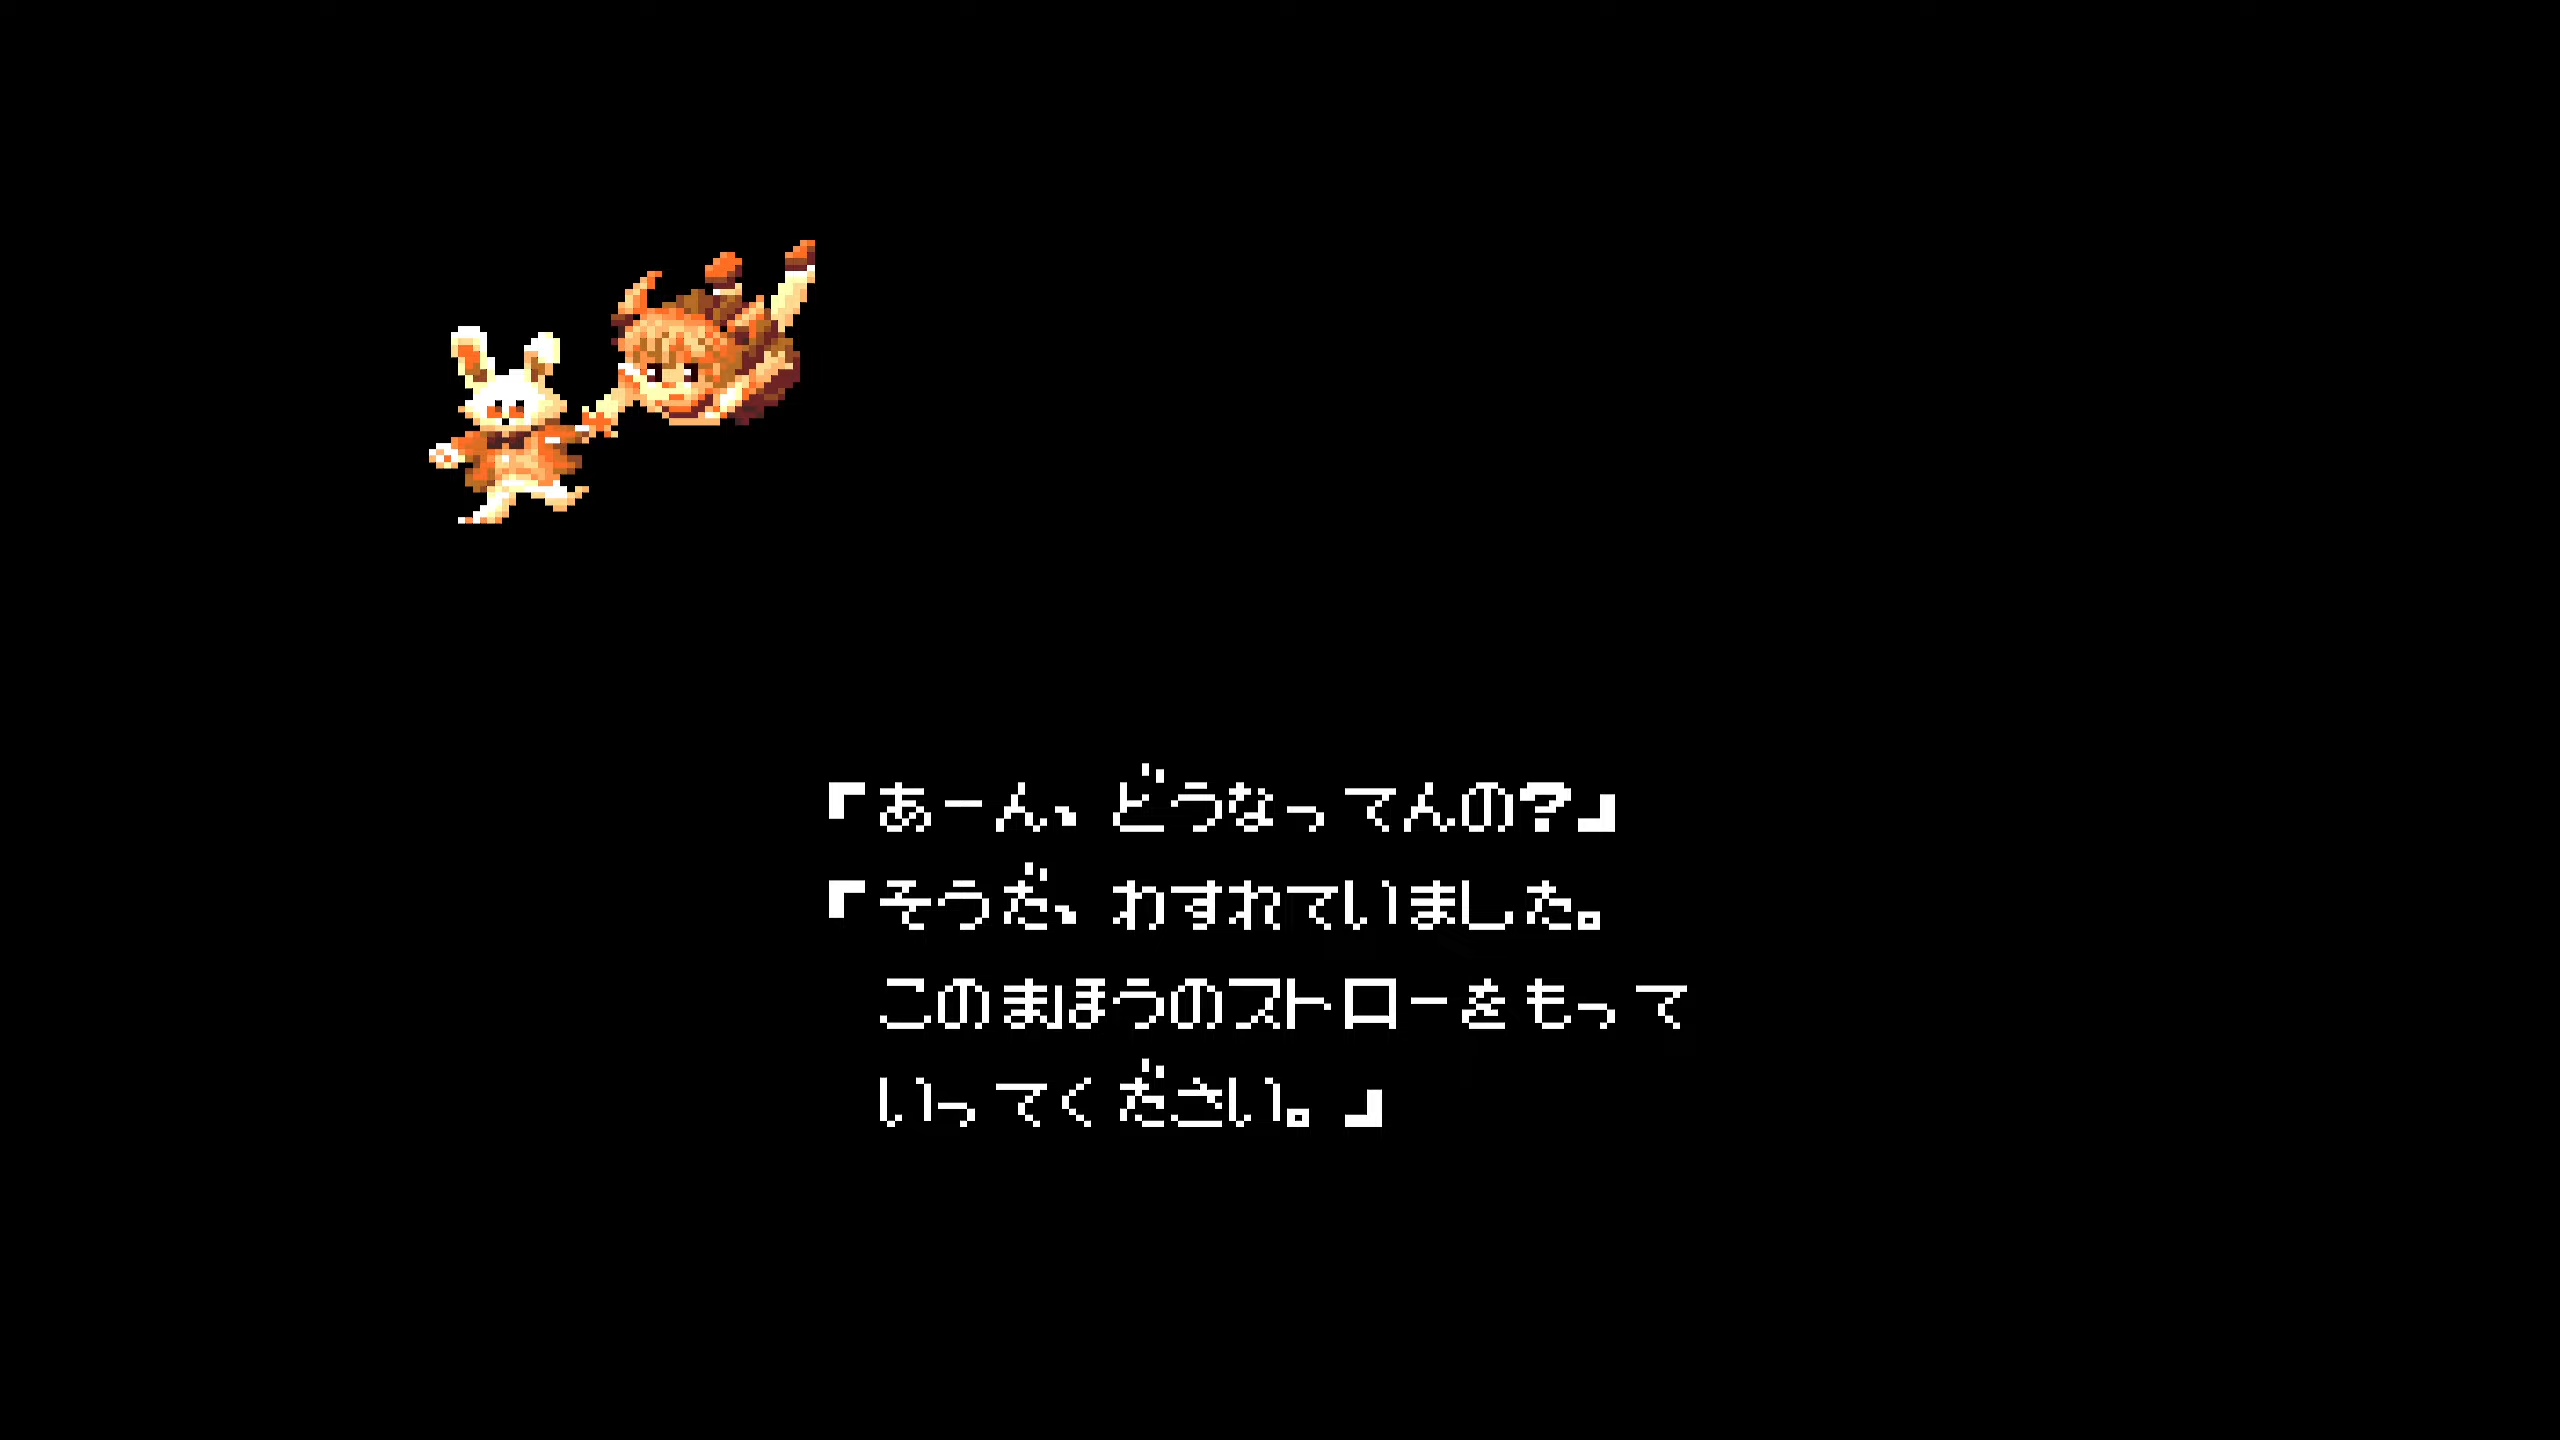 『あーん、どうなってんの?』
『そうだ、わすれていました。
このまほうのストローをもって
いってください。』